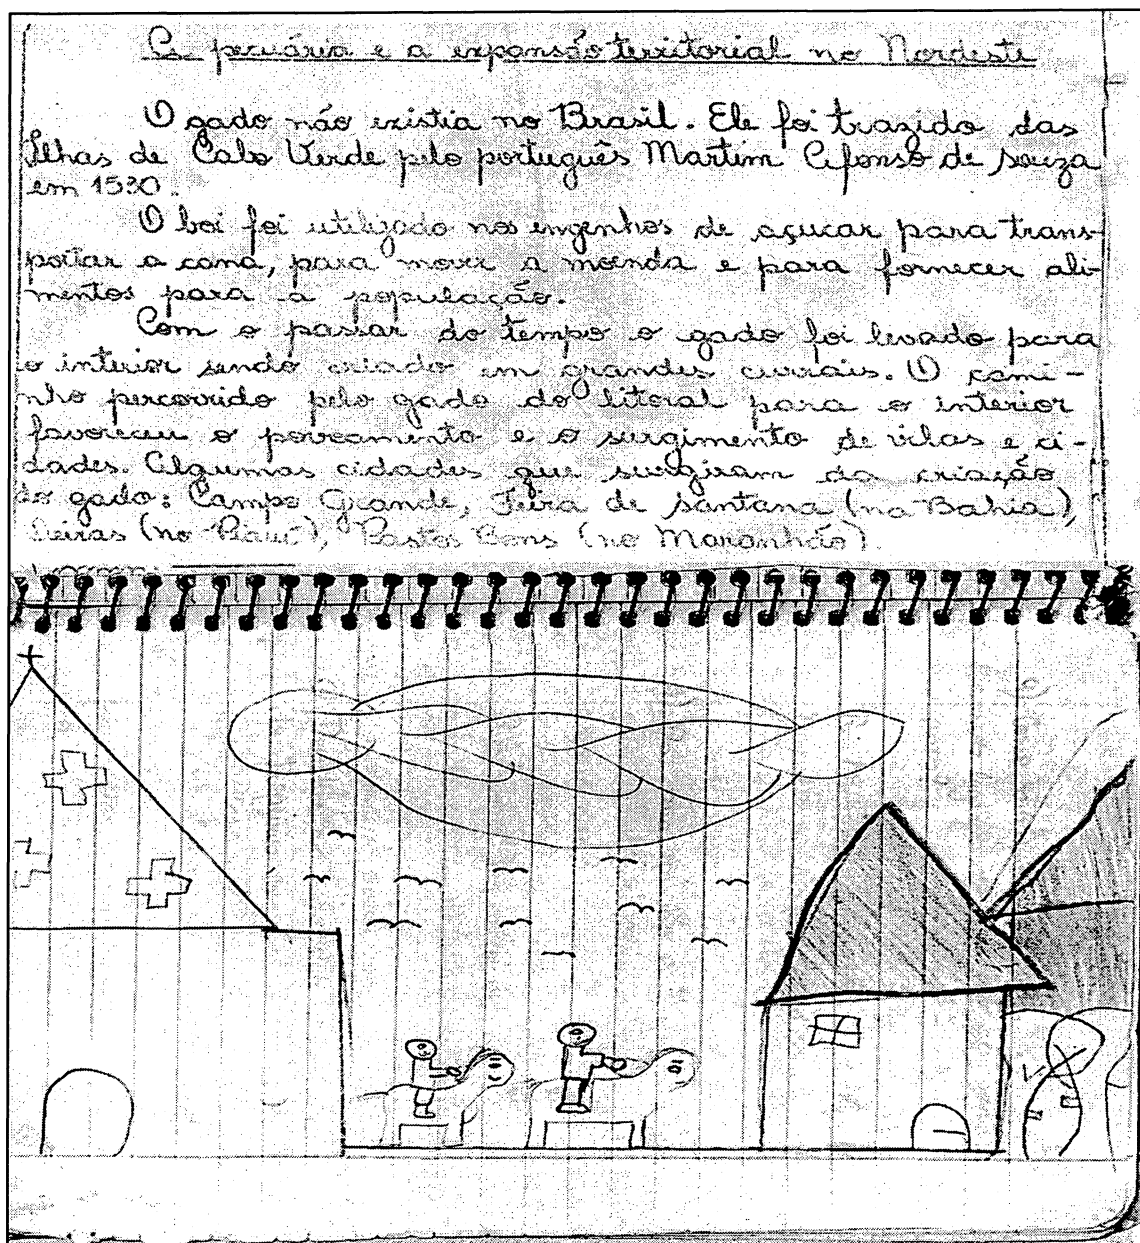 A pecuária e a expansão territorial no Nordeste
O gado não existia no Brasil. Ele foi trazido das
Ilhas de Cabo Verde pelo português Martim Afonso de souza
em 1530.
O boi foi utilizado nos engenhos de açucar para trans-
portar a cana, para mover a moenda e para fornecer ali-
mentos para a população.
Com o passar do tempo o gado foi levado para
o interior sendo criado em grandes currais. O cami-
nho percorrido pelo gado do litoral para o interior
favoreceu o povoamento e o surgimento de vilas e ci-
dades. Algumas cidades que surgiram da criação
do gado: Campo Grande, Feira de Santana (na Bahia),
Oeiras (no Piauí), Pastos Bons (no Maranhão).